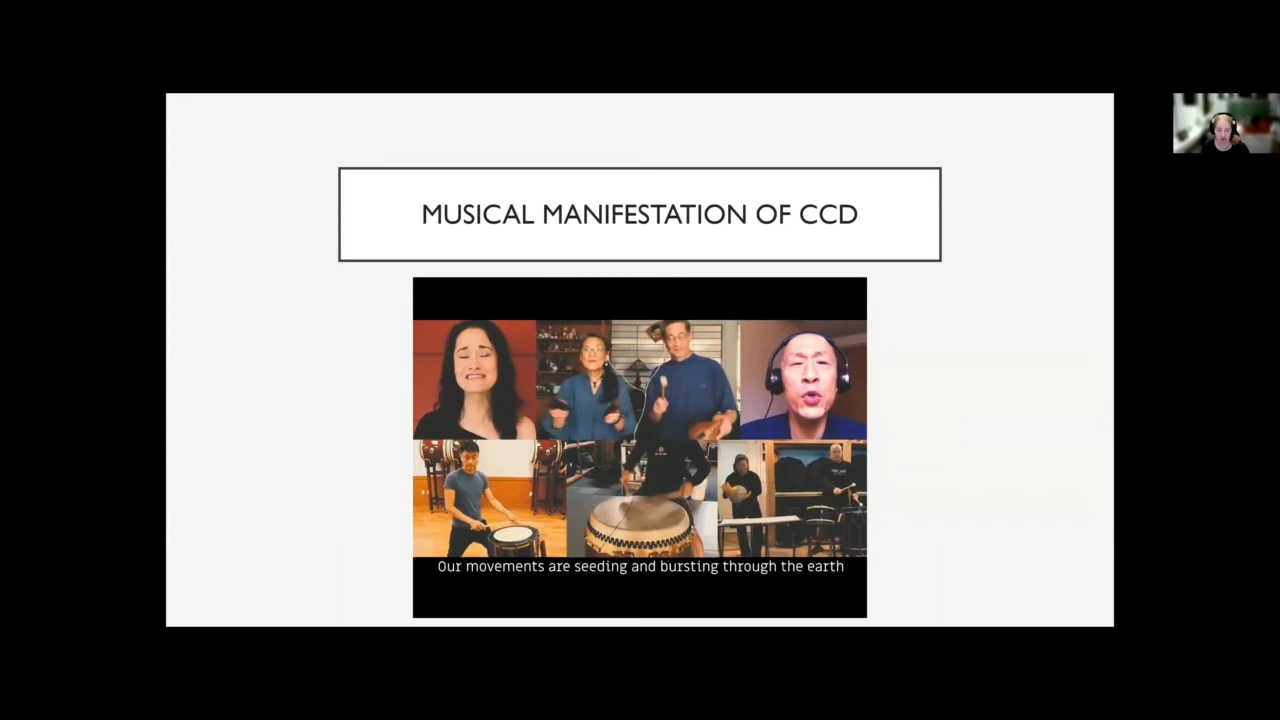 MUSICAL MANIFESTATION OF CCD
Our movements are seeding and bursting through the earth